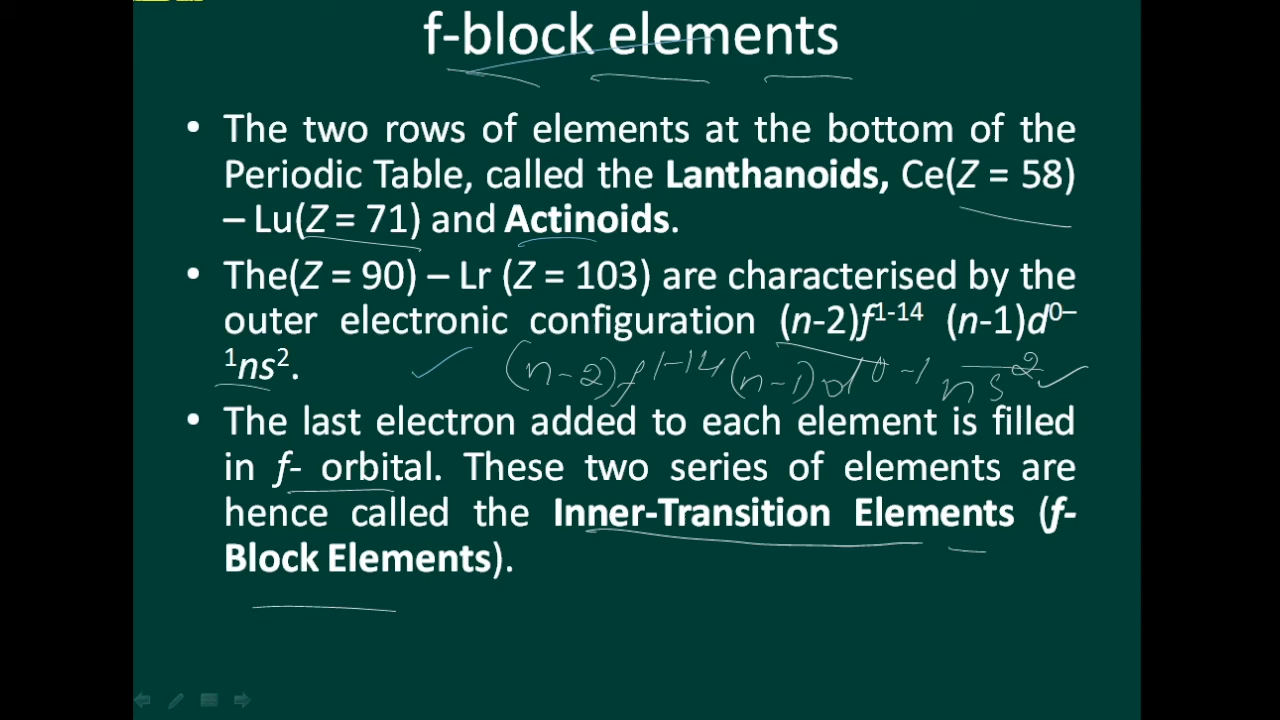 f-block elements
• The two rows of elements at the bottom of the
Periodic Table, called the Lanthanoids, Ce(Z = 58)
– Lu(Z = 71) and Actinoids.
• The(Z = 90) – Lr (Z = 103) are characterised by the
outer electronic configuration (n-2)f¹⁻¹⁴ (n-1)d⁰⁻
¹ns².
(n-2)f¹⁻¹⁴(n-1)d⁰⁻¹ ns²
• The last electron added to each element is filled
in f- orbital. These two series of elements are
hence called the Inner-Transition Elements (f-
Block Elements).